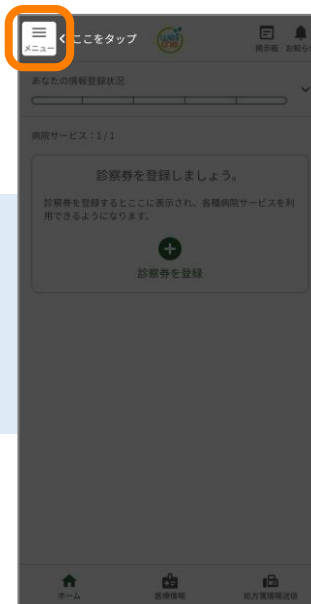 メニュー
ここをタップ
well
one
掲示板
お知らせ
あなたの情報登録状況
病院サービス:1/1
診察券を登録しましょう。
診察券を登録するとここに表示され、各種病院サービスを利
用できるようになります。
診察券を登録
ホーム
医療情報
処方箋情報送信